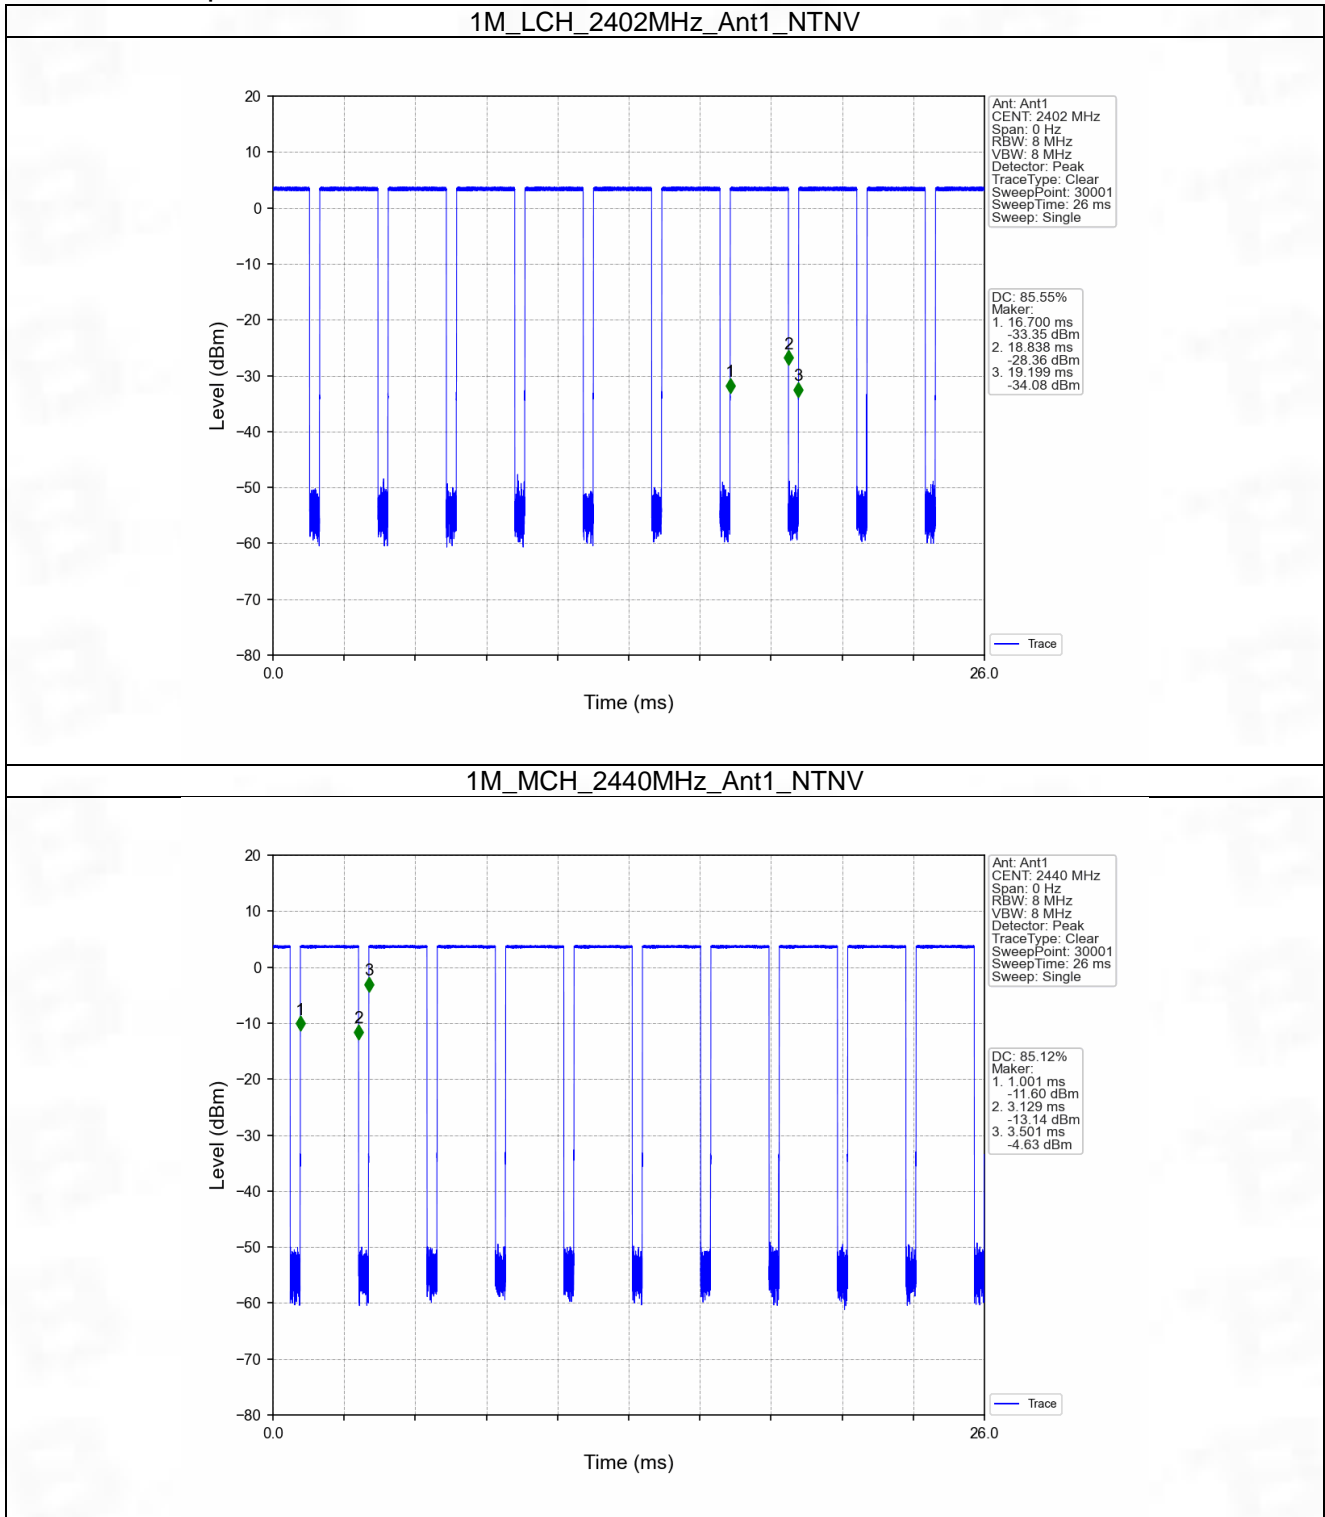 1M_LCH_2402MHz_Ant1_NTNV
20
10
0
−10
−20
−30
−40
−50
−60
−70
−80
Level (dBm)
0.0
26.0
Time (ms)
1
2
3
Ant: Ant1
CENT: 2402 MHz
Span: 0 Hz
RBW: 8 MHz
VBW: 8 MHz
Detector: Peak
TraceType: Clear
SweepPoint: 30001
SweepTime: 26 ms
Sweep: Single
DC: 85.55%
Maker:
1. 16.700 ms
-33.35 dBm
2. 18.838 ms
-28.36 dBm
3. 19.199 ms
-34.08 dBm
Trace
1M_MCH_2440MHz_Ant1_NTNV
20
10
0
−10
−20
−30
−40
−50
−60
−70
−80
Level (dBm)
0.0
26.0
Time (ms)
1
2
3
Ant: Ant1
CENT: 2440 MHz
Span: 0 Hz
RBW: 8 MHz
VBW: 8 MHz
Detector: Peak
TraceType: Clear
SweepPoint: 30001
SweepTime: 26 ms
Sweep: Single
DC: 85.12%
Maker:
1. 1.001 ms
-11.60 dBm
2. 3.129 ms
-13.14 dBm
3. 3.501 ms
-4.63 dBm
Trace